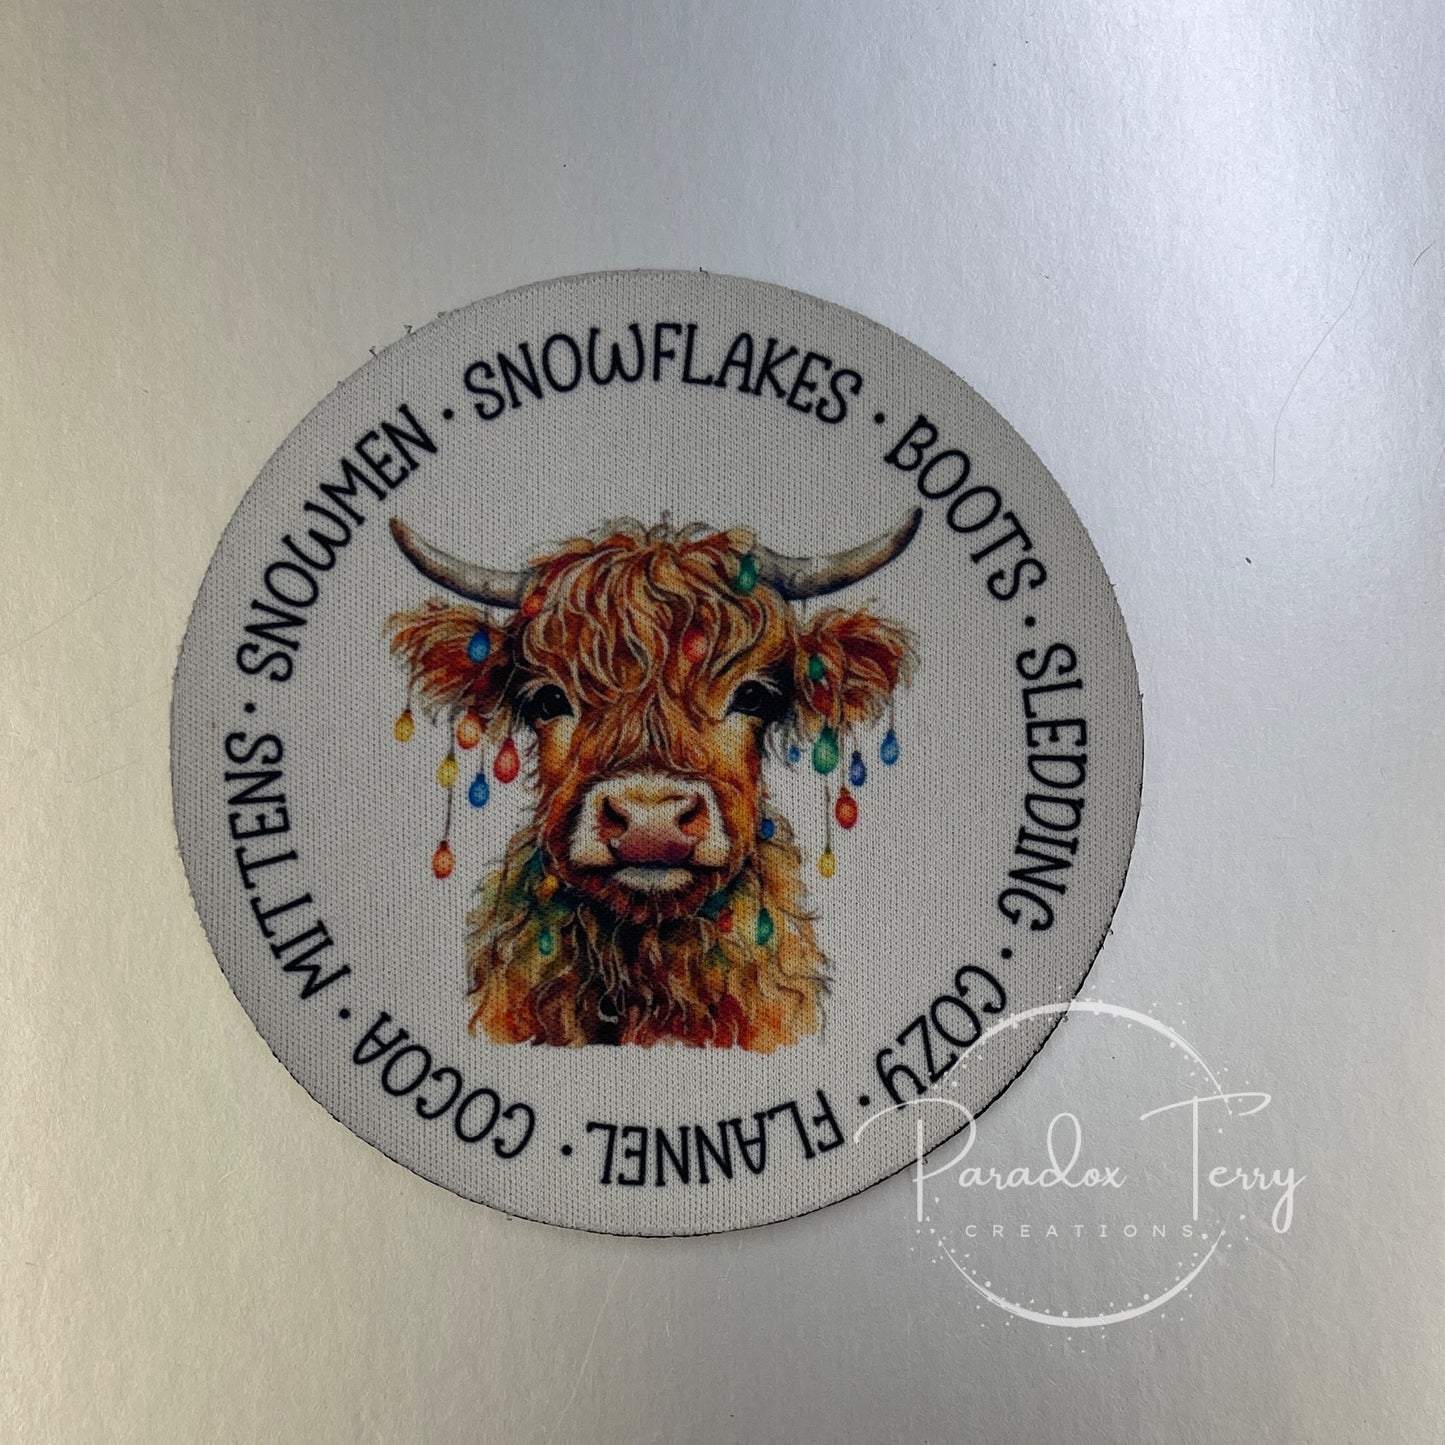 SNOWFLAKES · BOOTS · SLEDDING · COZY · FLANNEL · COCOA · MITTENS · SNOWMEN ·
Paradox Terry
CREATIONS